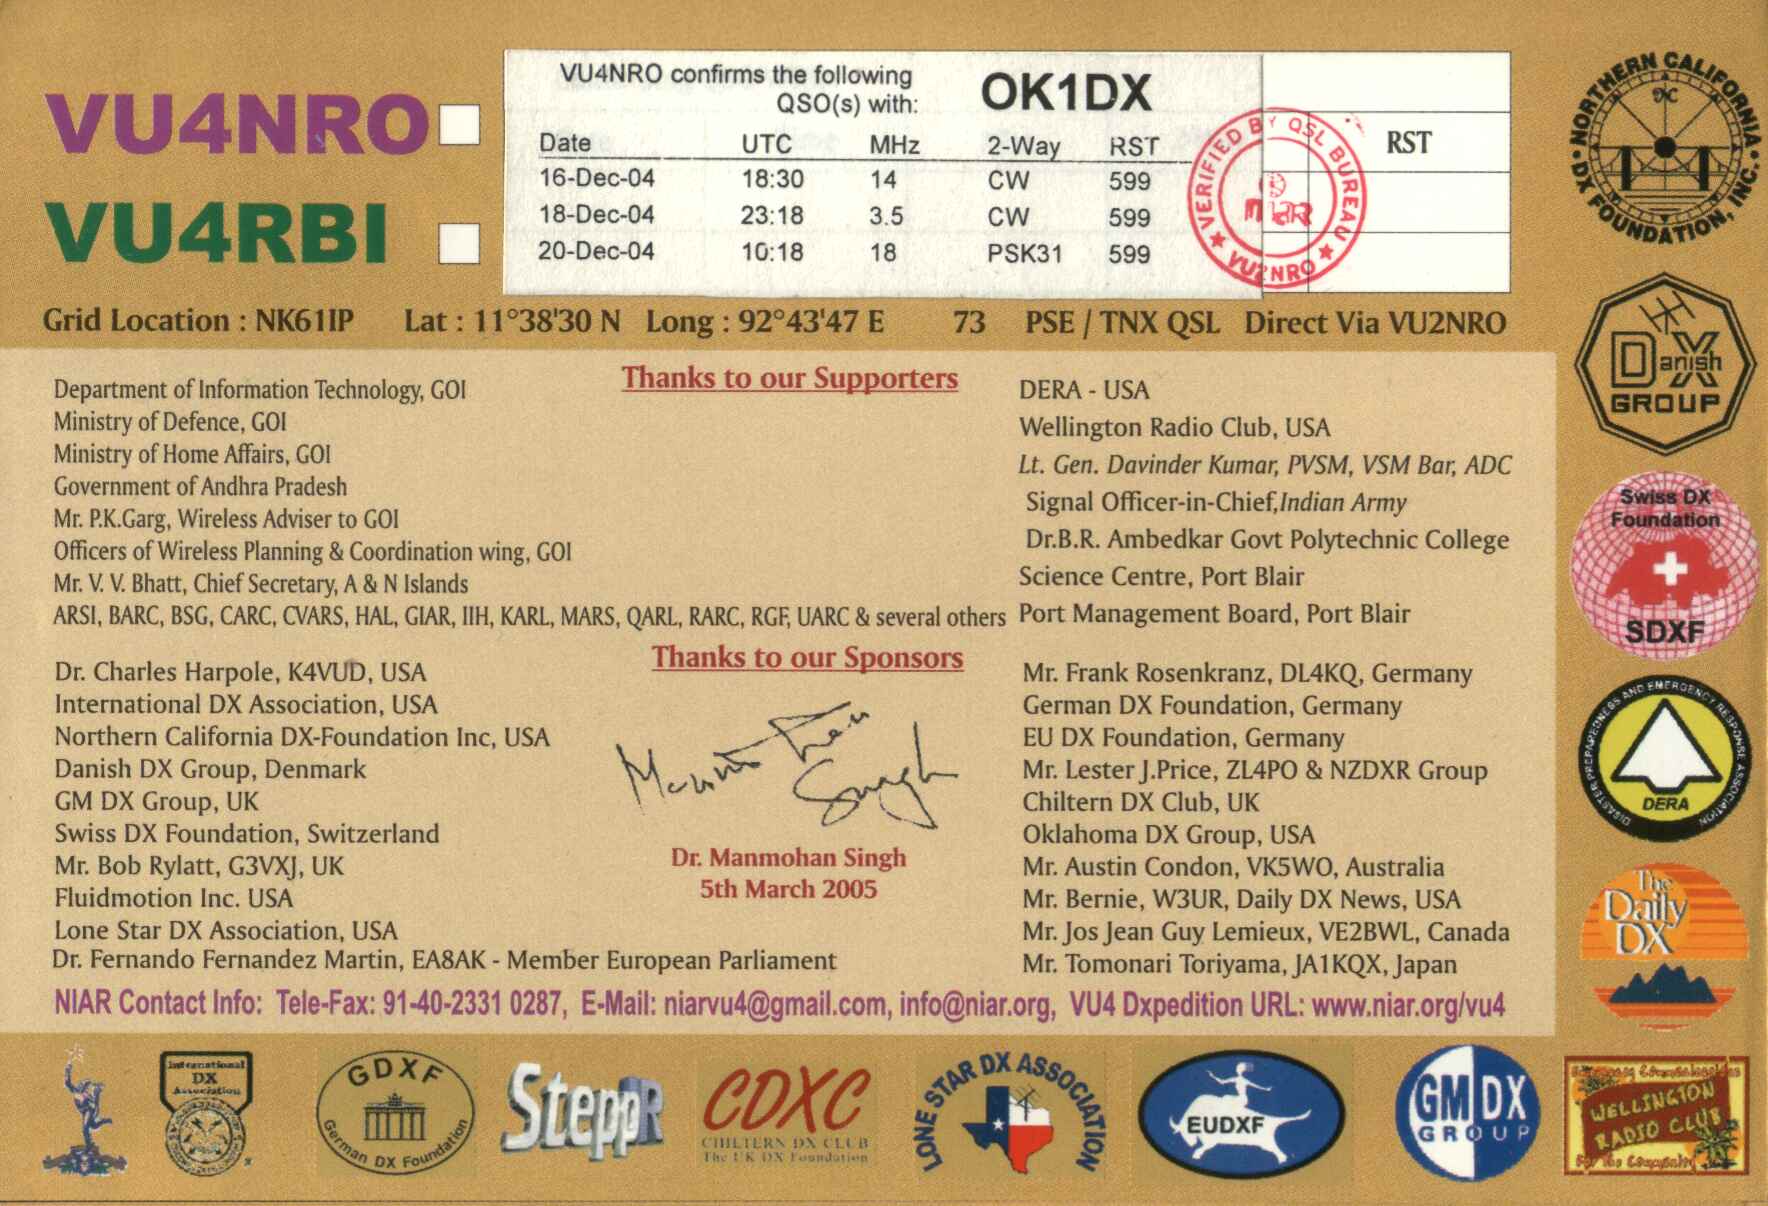 VU4NRO
VU4RBI
VU4NRO confirms the following
QSO(s) with:
OK1DX
Date UTC MHz 2-Way RST
16-Dec-04 18:30 14 CW 599
18-Dec-04 23:18 3.5 CW 599
20-Dec-04 10:18 18 PSK31 599
RST
VERIFIED BY QSL BUREAU
niar
★ VU2NRO ★
Grid Location : NK61IP Lat : 11°38'30 N Long : 92°43'47 E 73 PSE / TNX QSL Direct Via VU2NRO
Thanks to our Supporters
Department of Information Technology, GOI
Ministry of Defence, GOI
Ministry of Home Affairs, GOI
Government of Andhra Pradesh
Mr. P.K.Garg, Wireless Adviser to GOI
Officers of Wireless Planning & Coordination wing, GOI
Mr. V. V. Bhatt, Chief Secretary, A & N Islands
ARSI, BARC, BSG, CARC, CVARS, HAL, GIAR, IIH, KARL, MARS, QARL, RARC, RGF, UARC & several others
DERA - USA
Wellington Radio Club, USA
Lt. Gen. Davinder Kumar, PVSM, VSM Bar, ADC
Signal Officer-in-Chief,Indian Army
Dr.B.R. Ambedkar Govt Polytechnic College
Science Centre, Port Blair
Port Management Board, Port Blair
Thanks to our Sponsors
Dr. Charles Harpole, K4VUD, USA
International DX Association, USA
Northern California DX-Foundation Inc, USA
Danish DX Group, Denmark
GM DX Group, UK
Swiss DX Foundation, Switzerland
Mr. Bob Rylatt, G3VXJ, UK
Fluidmotion Inc. USA
Lone Star DX Association, USA
Dr. Fernando Fernandez Martin, EA8AK - Member European Parliament
Manmohan Singh
Dr. Manmohan Singh
5th March 2005
Mr. Frank Rosenkranz, DL4KQ, Germany
German DX Foundation, Germany
EU DX Foundation, Germany
Mr. Lester J.Price, ZL4PO & NZDXR Group
Chiltern DX Club, UK
Oklahoma DX Group, USA
Mr. Austin Condon, VK5WO, Australia
Mr. Bernie, W3UR, Daily DX News, USA
Mr. Jos Jean Guy Lemieux, VE2BWL, Canada
Mr. Tomonari Toriyama, JA1KQX, Japan
NIAR Contact Info: Tele-Fax: 91-40-2331 0287, E-Mail: niarvu4@gmail.com, info@niar.org, VU4 Dxpedition URL: www.niar.org/vu4
NORTHERN CALIFORNIA
DX FOUNDATION, INC.
Danish
DX
GROUP
Swiss DX
Foundation
SDXF
DISASTER PREPAREDNESS AND EMERGENCY RESPONSE ASSOCIATION
DERA
The
Daily
DX
International
DX
Association
GDXF
German DX Foundation
SteppIR
CDXC
CHILTERN DX CLUB
The UK DX Foundation
LONE STAR DX ASSOCIATION
EUDXF
GMDX
GROUP
WELLINGTON
RADIO CLUB
For the Community